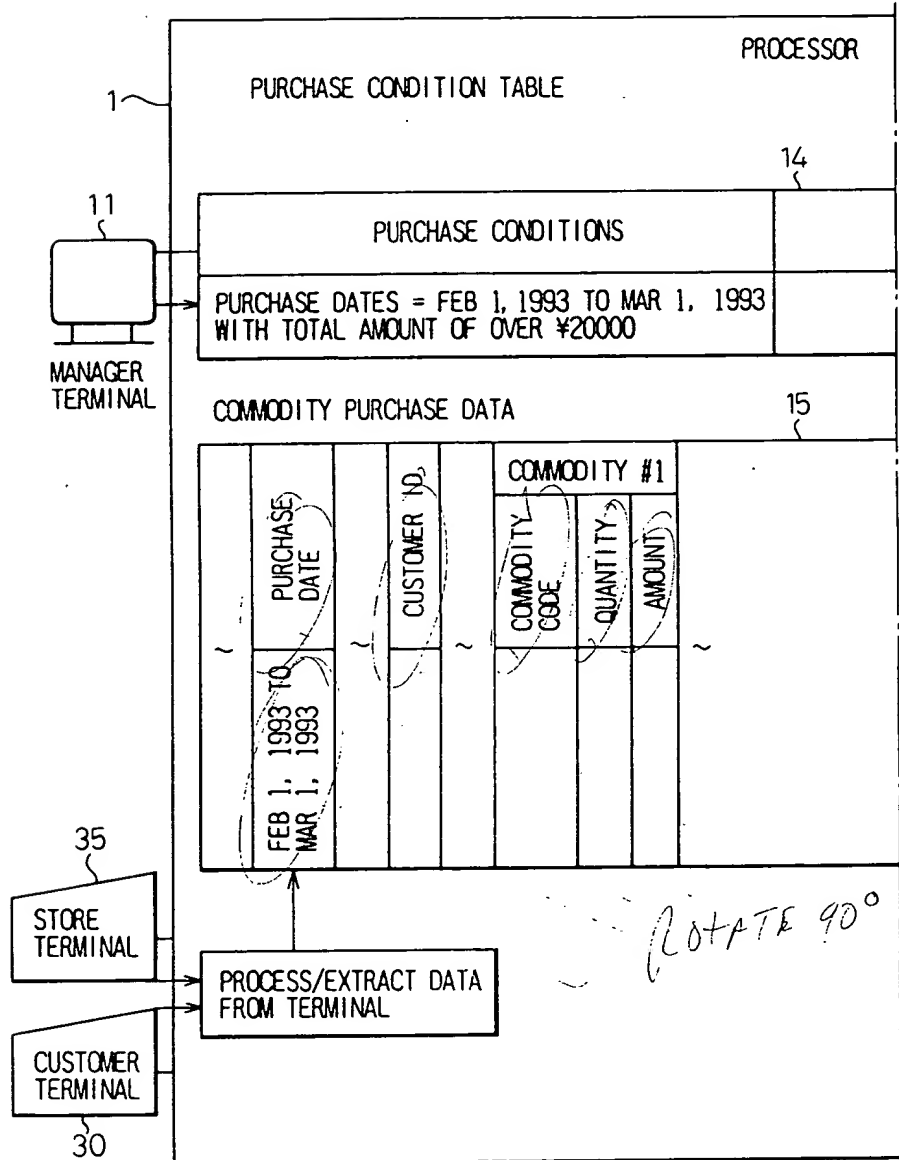 PROCESSOR
PURCHASE CONDITION TABLE
1
14
11
PURCHASE CONDITIONS
PURCHASE DATES = FEB 1, 1993 TO MAR 1, 1993
WITH TOTAL AMOUNT OF OVER ¥20000
MANAGER
TERMINAL
COMMODITY PURCHASE DATA
15
~
PURCHASE
DATE
~
CUSTOMER ID
~
COMMODITY #1
COMMODITY
CODE
QUANTITY
AMOUNT
~
FEB 1, 1993 TO
MAR 1, 1993
35
STORE
TERMINAL
ROTATE 90°
PROCESS/EXTRACT DATA
FROM TERMINAL
CUSTOMER
TERMINAL
30